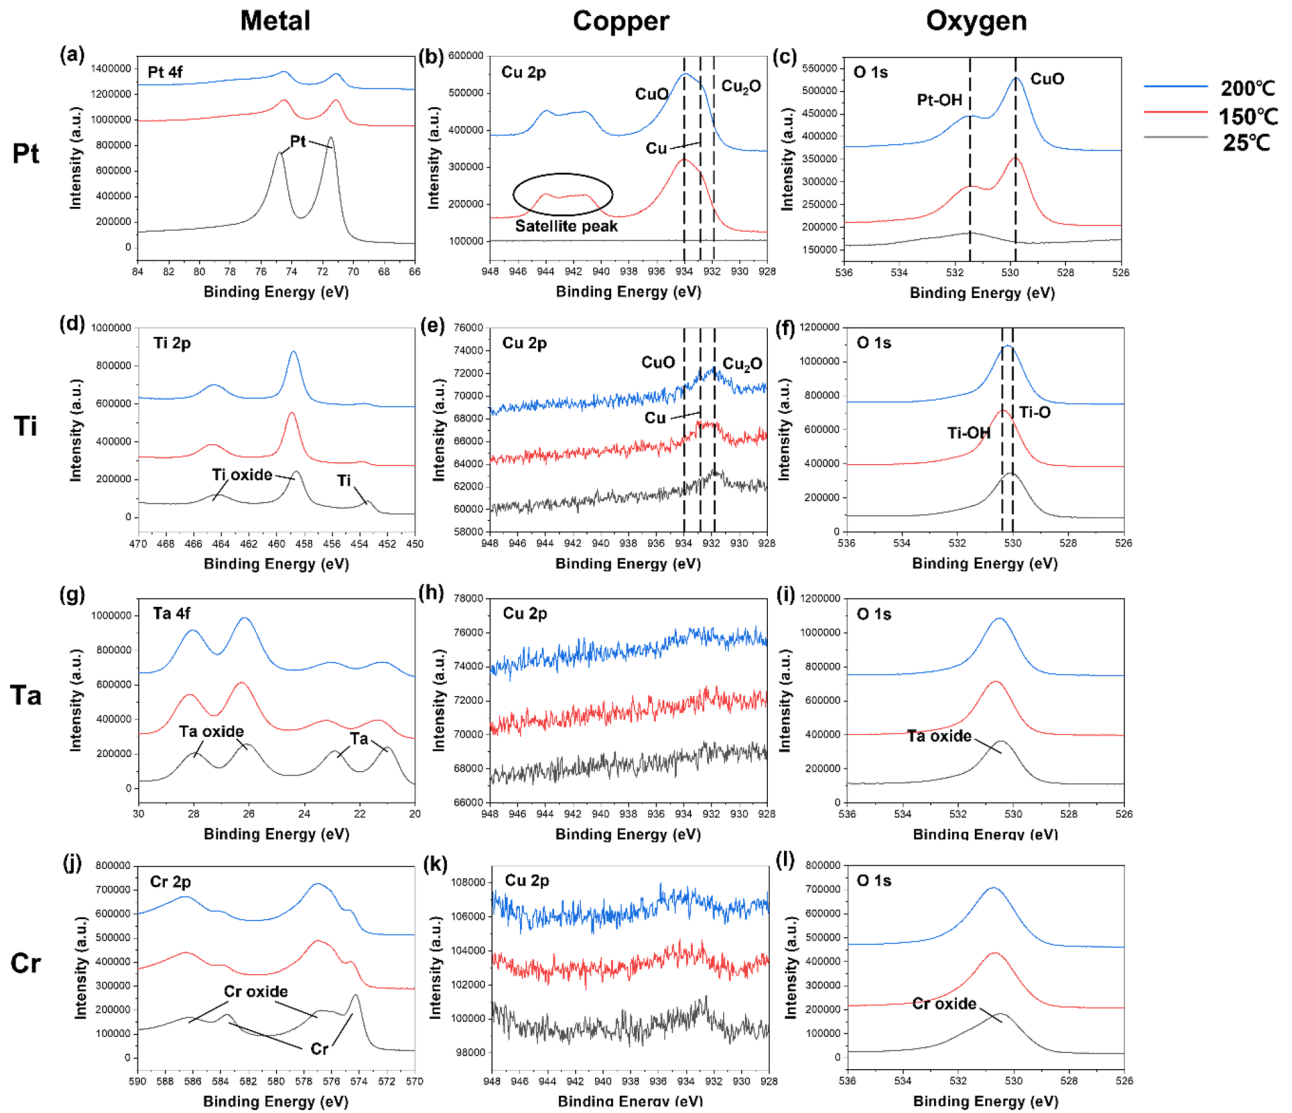 Metal Copper Oxygen
200℃
150℃
25℃
Pt
(a)
Pt 4f
Pt
Intensity (a.u.)
1400000
1200000
1000000
800000
600000
400000
200000
0
84 82 80 78 76 74 72 70 68 66
Binding Energy (eV)
(b)
Cu 2p
CuO
Cu
Cu2O
Satellite peak
Intensity (a.u.)
600000
500000
400000
300000
200000
100000
948 946 944 942 940 938 936 934 932 930 928
Binding Energy (eV)
(c)
O 1s
Pt-OH
CuO
Intensity (a.u.)
550000
500000
450000
400000
350000
300000
250000
200000
150000
536 534 532 530 528 526
Binding Energy (eV)
Ti
(d)
Ti 2p
Ti oxide
Ti
Intensity (a.u.)
1000000
800000
600000
400000
200000
0
470 468 466 464 462 460 458 456 454 452 450
Binding Energy (eV)
(e)
Cu 2p
CuO
Cu
Cu2O
Intensity (a.u.)
76000
74000
72000
70000
68000
66000
64000
62000
60000
58000
948 946 944 942 940 938 936 934 932 930 928
Binding Energy (eV)
(f)
O 1s
Ti-OH
Ti-O
Intensity (a.u.)
1200000
1000000
800000
600000
400000
200000
0
536 534 532 530 528 526
Binding Energy (eV)
Ta
(g)
Ta 4f
Ta oxide
Ta
Intensity (a.u.)
1000000
800000
600000
400000
200000
0
30 28 26 24 22 20
Binding Energy (eV)
(h)
Cu 2p
Intensity (a.u.)
78000
76000
74000
72000
70000
68000
66000
948 946 944 942 940 938 936 934 932 930 928
Binding Energy (eV)
(i)
O 1s
Ta oxide
Intensity (a.u.)
1200000
1000000
800000
600000
400000
200000
0
536 534 532 530 528 526
Binding Energy (eV)
Cr
(j)
Cr 2p
Cr oxide
Cr
Intensity (a.u.)
800000
700000
600000
500000
400000
300000
200000
100000
0
590 588 586 584 582 580 578 576 574 572 570
Binding Energy (eV)
(k)
Cu 2p
Intensity (a.u.)
108000
106000
104000
102000
100000
98000
948 946 944 942 940 938 936 934 932 930 928
Binding Energy (eV)
(l)
O 1s
Cr oxide
Intensity (a.u.)
800000
700000
600000
500000
400000
300000
200000
100000
0
536 534 532 530 528 526
Binding Energy (eV)